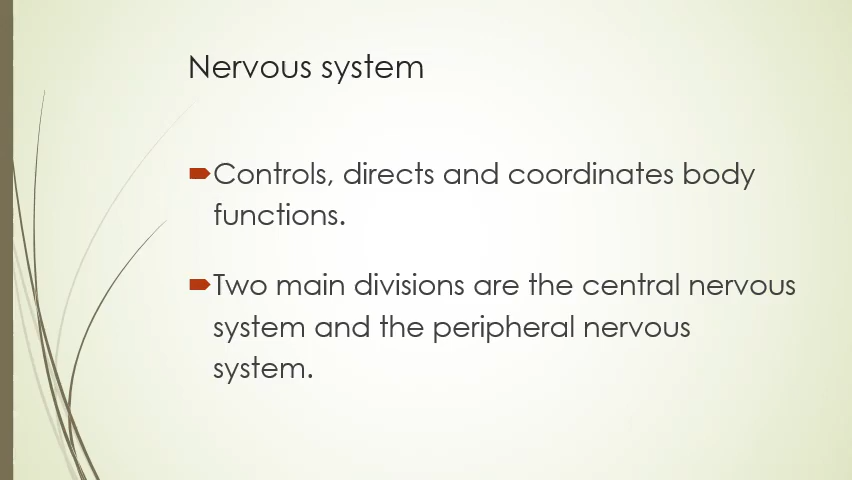 Nervous system
Controls, directs and coordinates body
functions.
Two main divisions are the central nervous
system and the peripheral nervous
system.